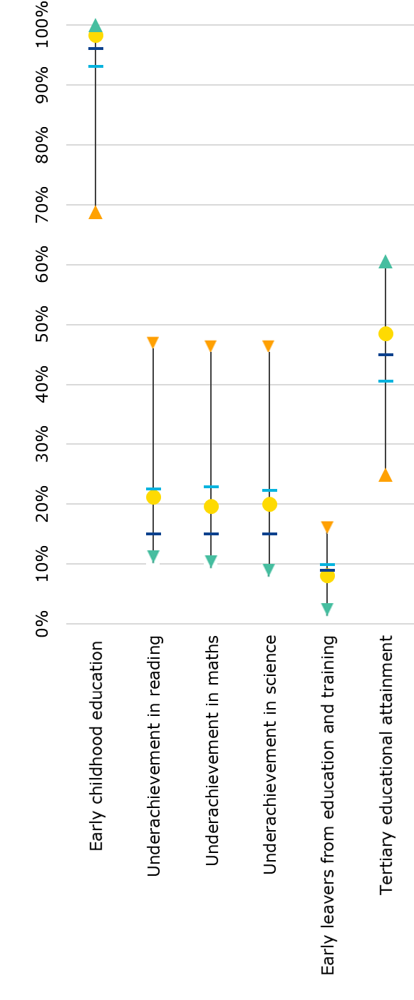 100%
90%
80%
70%
60%
50%
40%
30%
20%
10%
0%
Early childhood education
Underachievement in reading
Underachievement in maths
Underachievement in science
Early leavers from education and training
Tertiary educational attainment